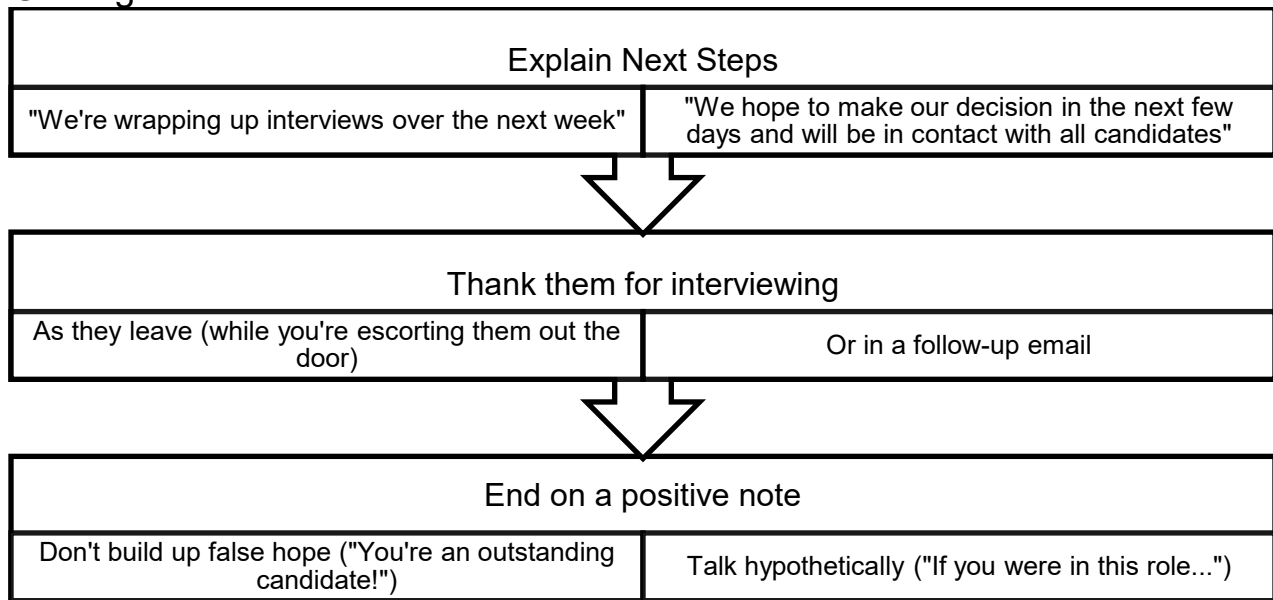 Explain Next Steps
"We're wrapping up interviews over the next week"
"We hope to make our decision in the next few
days and will be in contact with all candidates"
Thank them for interviewing
As they leave (while you're escorting them out the
door)
Or in a follow-up email
End on a positive note
Don't build up false hope ("You're an outstanding
candidate!")
Talk hypothetically ("If you were in this role...")